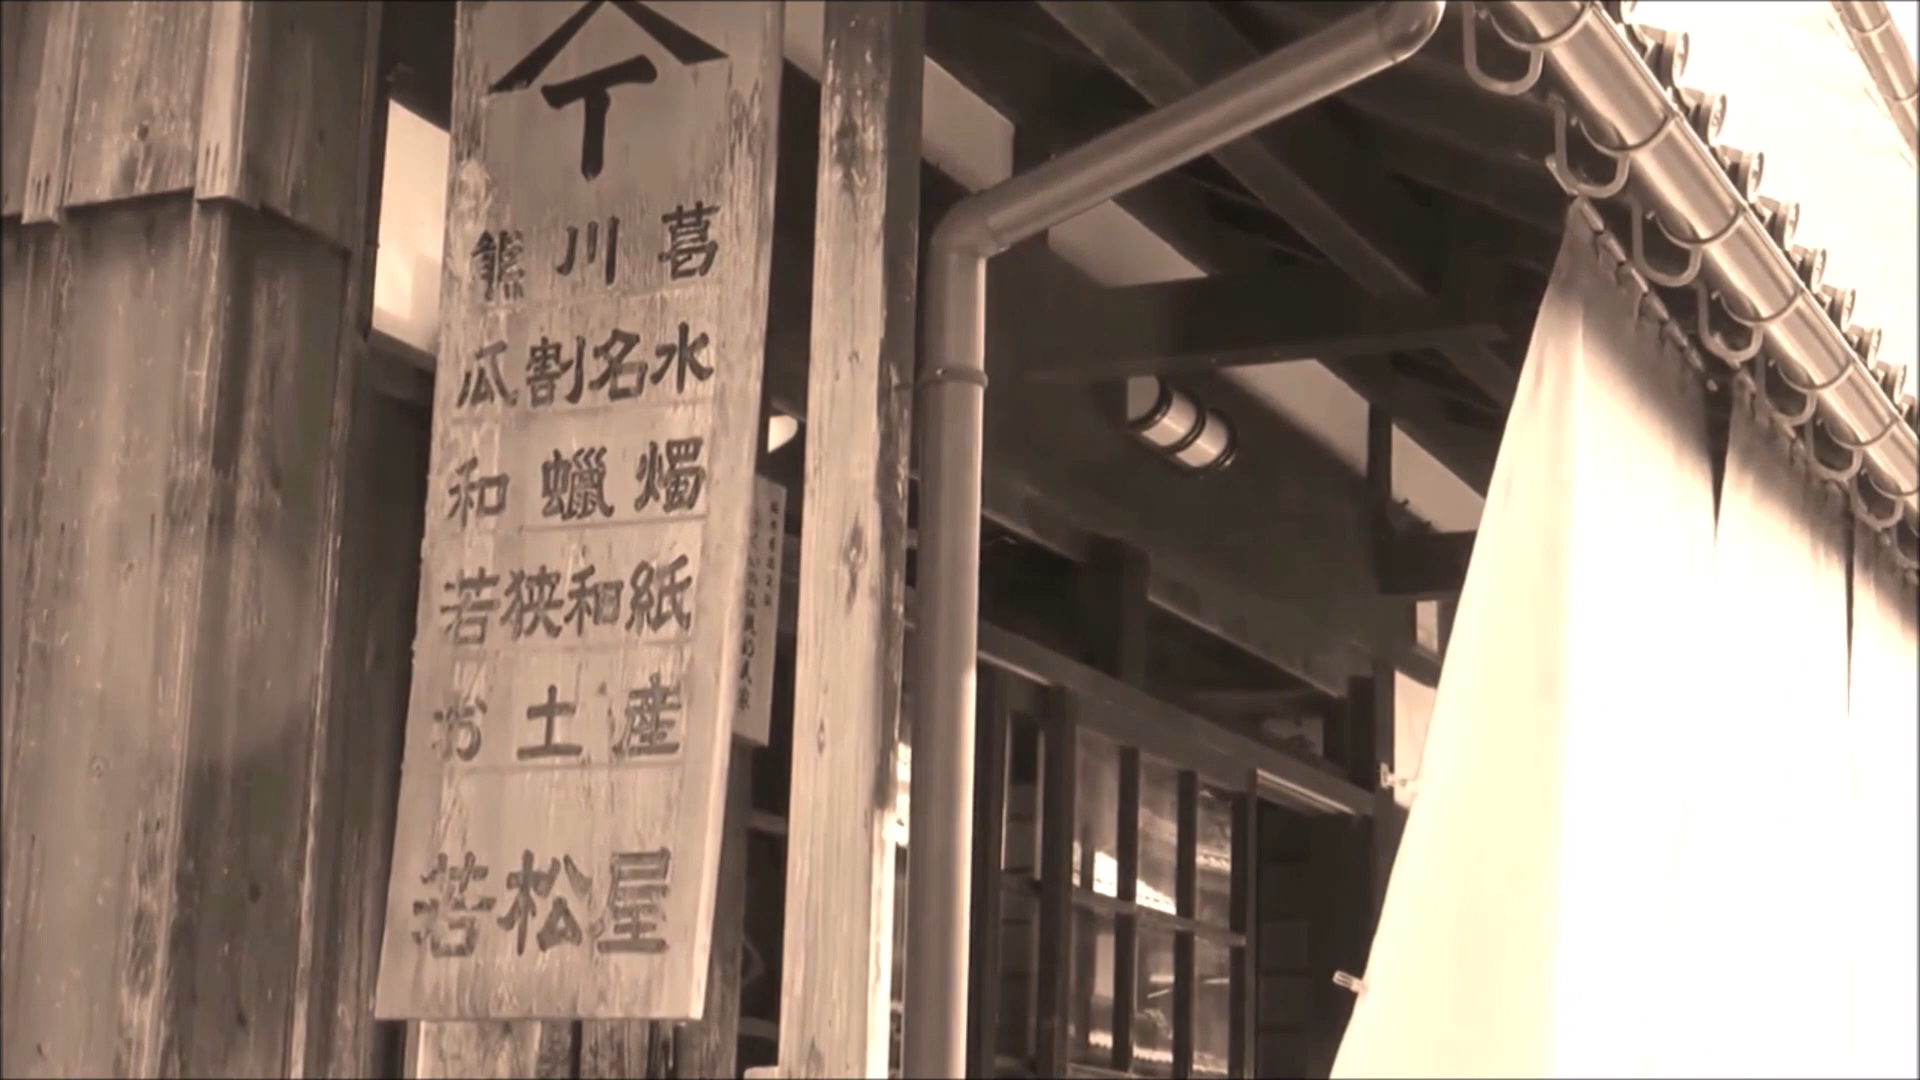 熊川葛
瓜割名水
和蠟燭
若狭和紙
お土産
若松屋